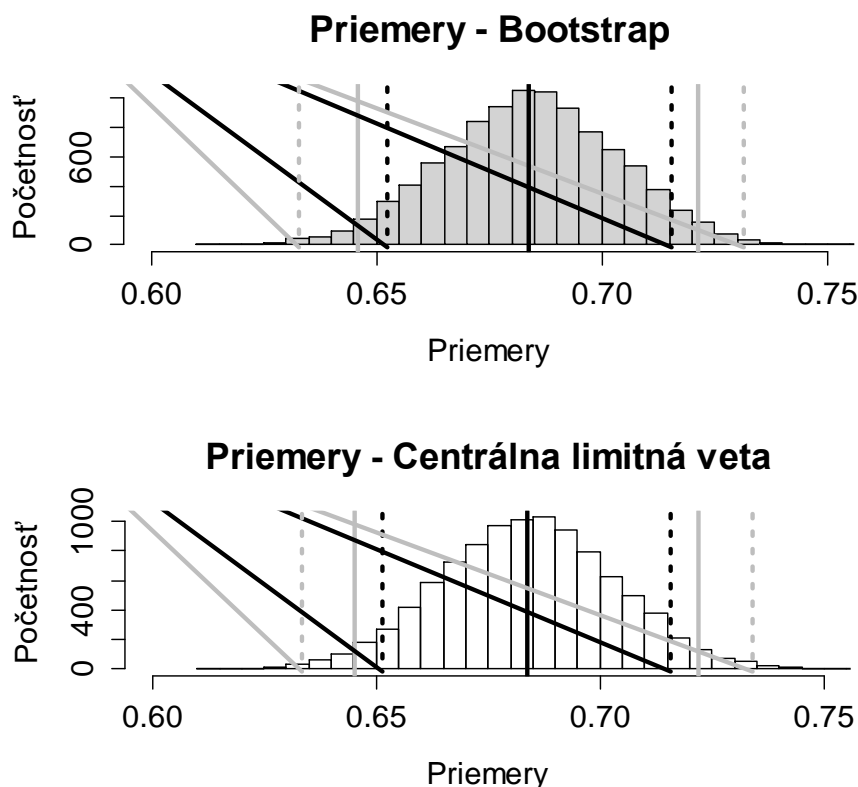 Priemery - Bootstrap
Početnosť
600
0
0.60 0.65 0.70 0.75
Priemery
Priemery - Centrálna limitná veta
Početnosť
1000
400
0
0.60 0.65 0.70 0.75
Priemery